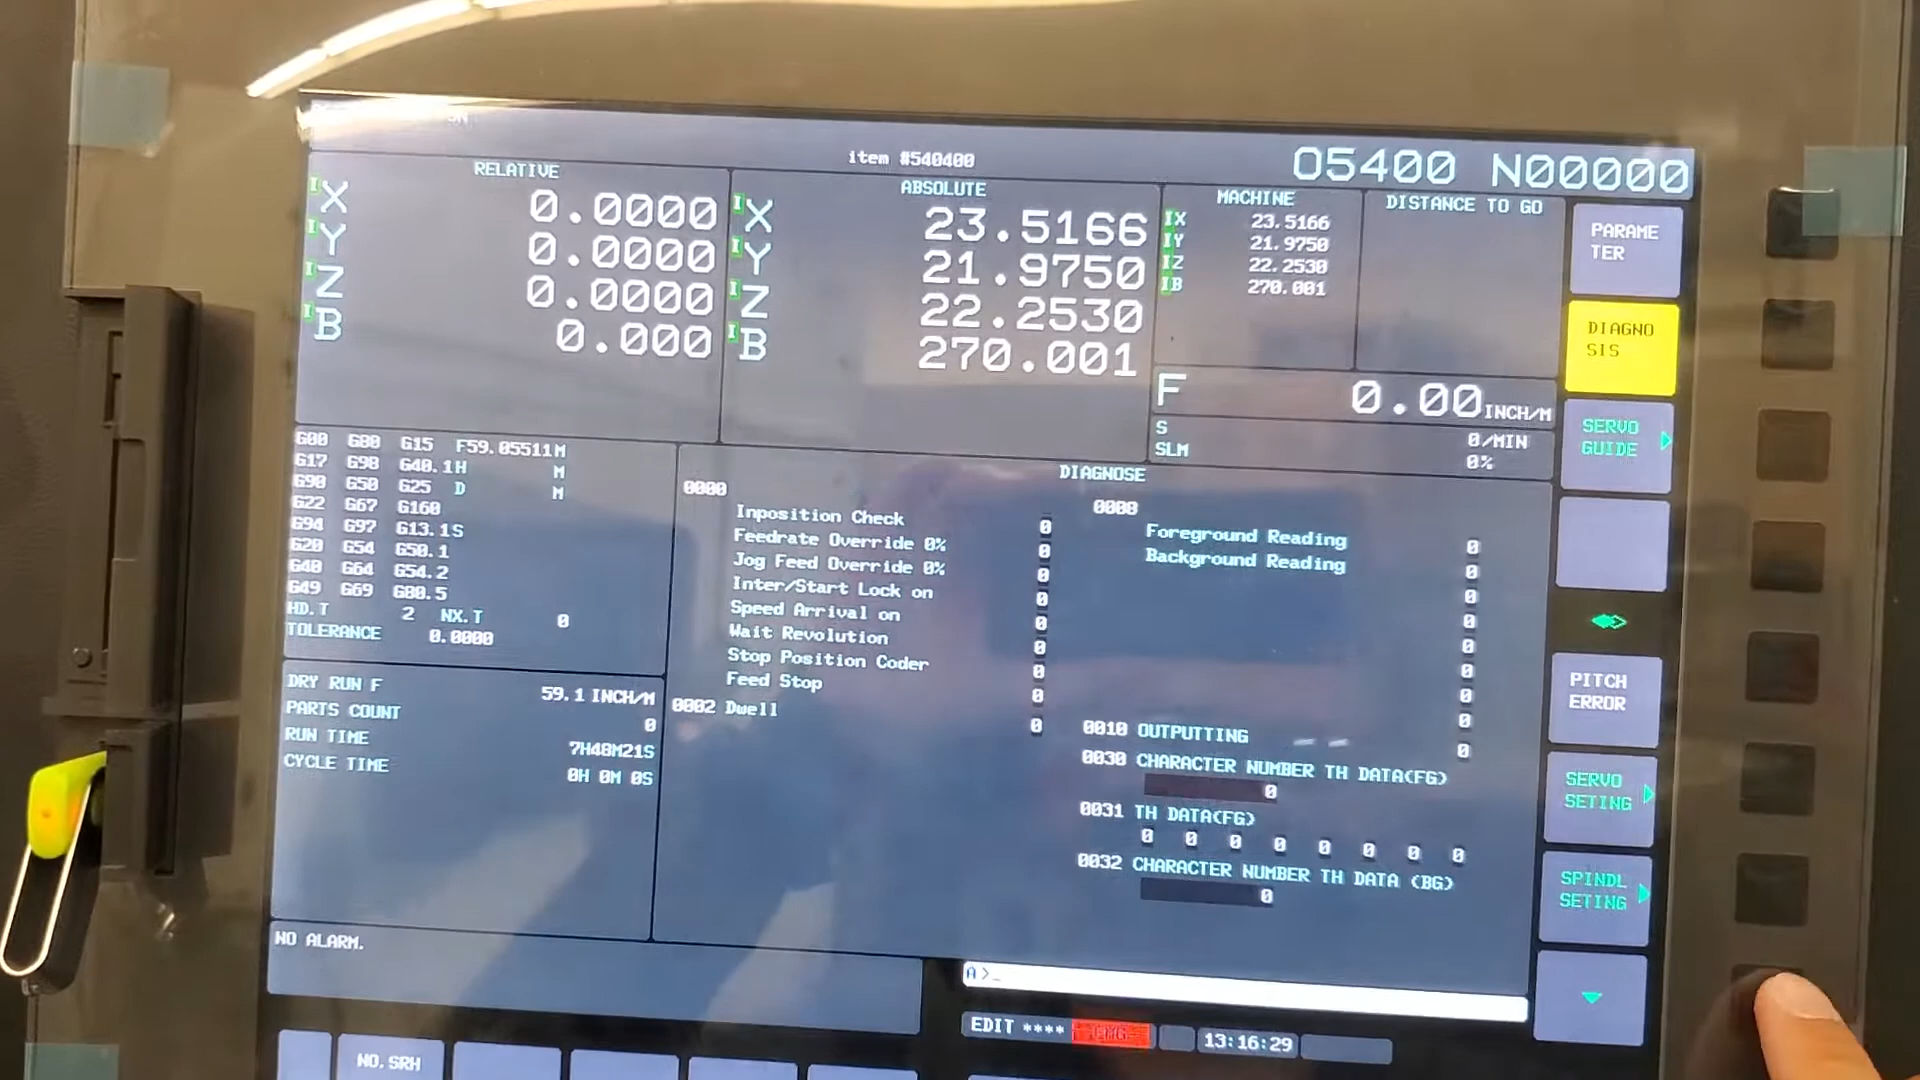 item #540400
O5400 N00000
RELATIVE
I X 0.0000
I Y 0.0000
I Z 0.0000
I B 0.000
ABSOLUTE
I X 23.5166
I Y 21.9750
I Z 22.2530
I B 270.001
MACHINE
IX 23.5166
IY 21.9750
IZ 22.2530
IB 270.001
DISTANCE TO GO
F 0.00 INCH/M
S 0/MIN
SLM 0%
G00 G80 G15 F59.05511M
G17 G98 G40.1H M
G90 G50 G25 D M
G22 G67 G160
G94 G97 G13.1S
G20 G54 G50.1
G40 G64 G54.2
G49 G69 G80.5
HD.T 2 NX.T 0
TOLERANCE 0.0000
DRY RUN F 59.1 INCH/M
PARTS COUNT 0
RUN TIME 7H48M21S
CYCLE TIME 0H 0M 0S
DIAGNOSE
0000
Inposition Check 0
Feedrate Override 0% 0
Jog Feed Override 0% 0
Inter/Start Lock on 0
Speed Arrival on 0
Wait Revolution 0
Stop Position Coder 0
Feed Stop 0
0002 Dwell 0
0008
Foreground Reading 0
Background Reading 0
0
0
0
0
0
0
0010 OUTPUTTING 0
0030 CHARACTER NUMBER TH DATA(FG)
0
0031 TH DATA(FG)
0 0 0 0 0 0 0 0
0032 CHARACTER NUMBER TH DATA (BG)
0
NO ALARM.
A>_
EDIT **** EMG 13:16:29
NO.SRH
PARAME
TER
DIAGNO
SIS
SERVO
GUIDE
PITCH
ERROR
SERVO
SETING
SPINDL
SETING